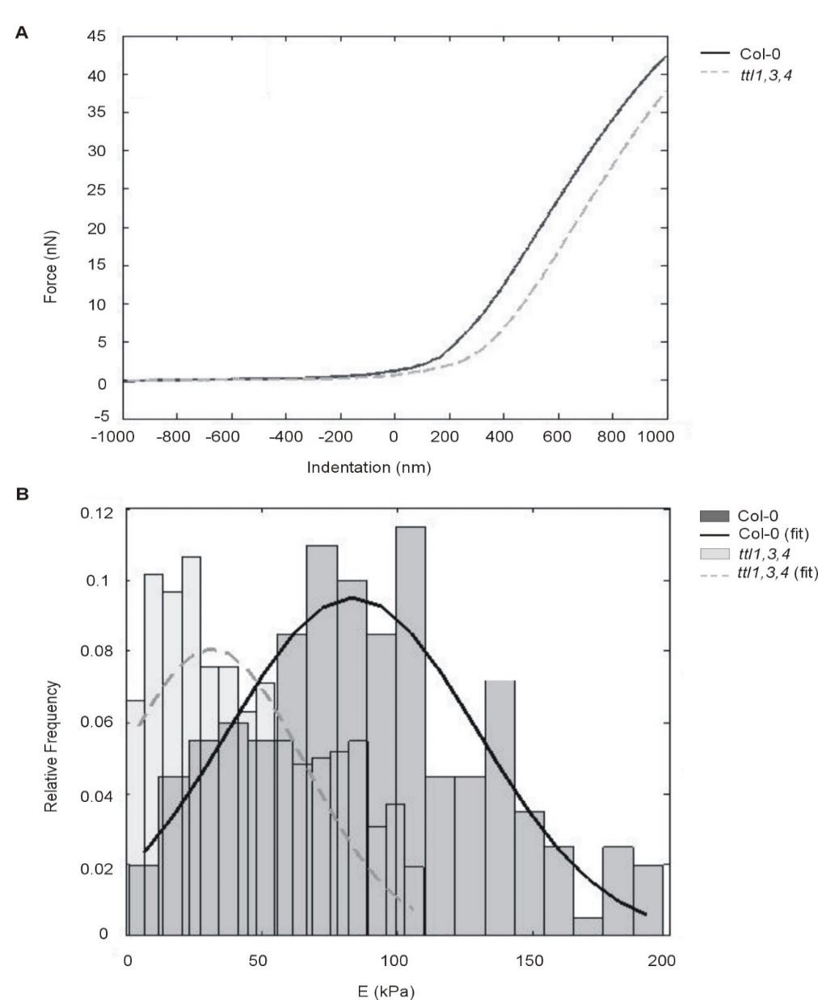 A
45
40
35
30
25
20
15
10
5
0
-5
Force (nN)
-1000 -800 -600 -400 -200 0 200 400 600 800 1000
Indentation (nm)
Col-0
ttl1,3,4
B
0.12
0.1
0.08
0.06
0.04
0.02
0
Relative Frequency
0 50 100 150 200
E (kPa)
Col-0
Col-0 (fit)
ttl1,3,4
ttl1,3,4 (fit)